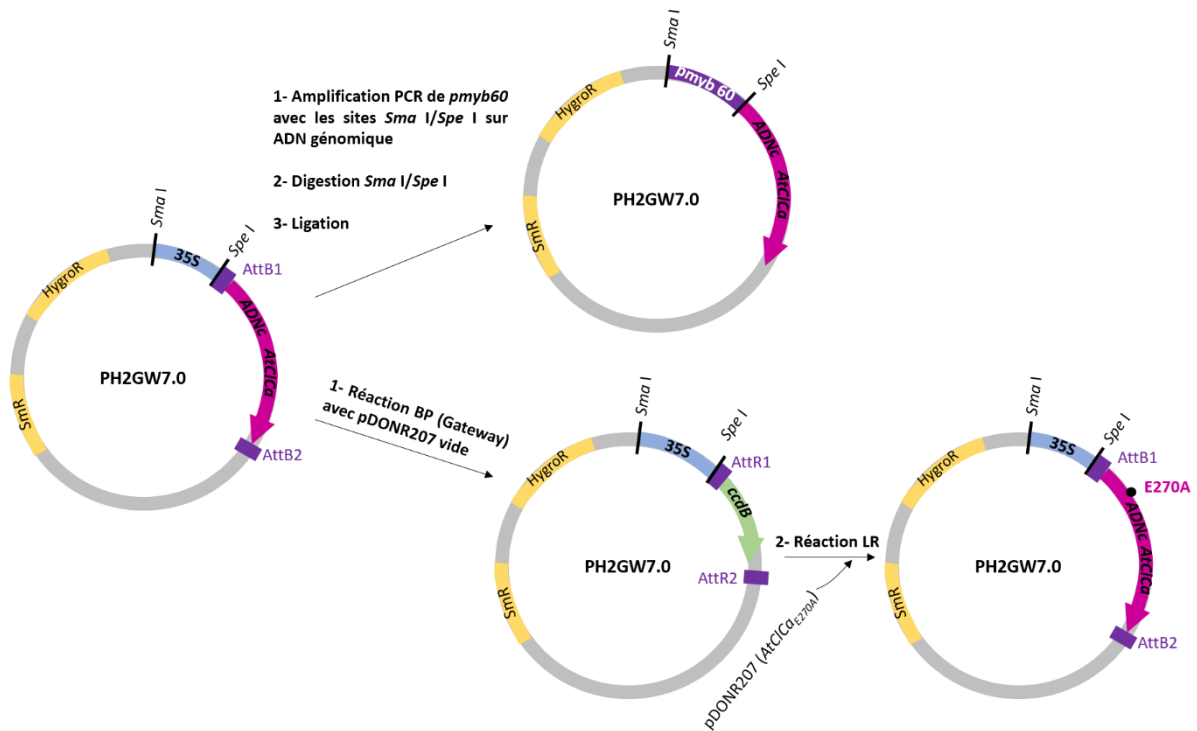 Sma I
35S
Spe I
AttB1
HygroR
ADNc AtClCa
PH2GW7.0
SmR
AttB2
1- Amplification PCR de pmyb60
avec les sites Sma I/Spe I sur
ADN génomique
2- Digestion Sma I/Spe I
3- Ligation
Sma I
pmyb 60
Spe I
HygroR
ADNc AtClCa
PH2GW7.0
SmR
1- Réaction BP (Gateway)
avec pDONR207 vide
Sma I
35S
Spe I
AttR1
HygroR
ccdB
PH2GW7.0
AttR2
SmR
2- Réaction LR
pDONR207 (AtClCaE270A)
Sma I
35S
Spe I
AttB1
E270A
HygroR
ADNc AtClCa
PH2GW7.0
SmR
AttB2